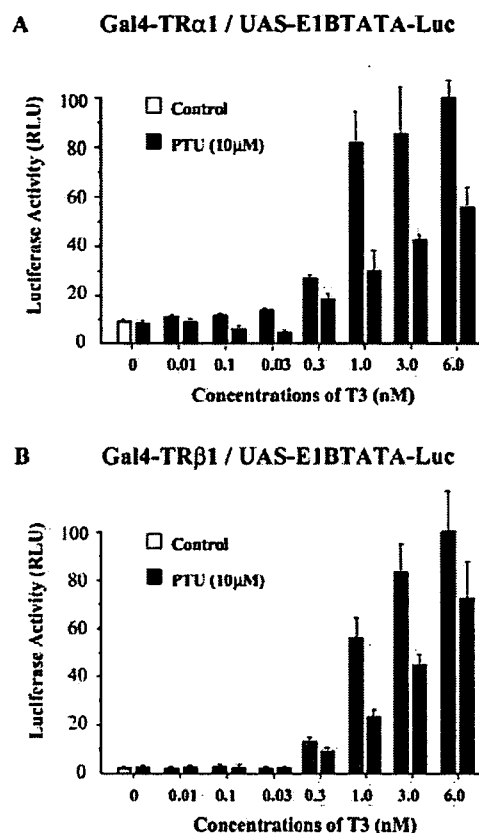 A Gal4-TRα1 / UAS-E1BTATA-Luc
Luciferase Activity (RLU)
100
80
60
40
20
0
Control
PTU (10μM)
0 0.01 0.1 0.03 0.3 1.0 3.0 6.0
Concentrations of T3 (nM)
B Gal4-TRβ1 / UAS-E1BTATA-Luc
Luciferase Activity (RLU)
100
80
60
40
20
0
Control
PTU (10μM)
0 0.01 0.1 0.03 0.3 1.0 3.0 6.0
Concentrations of T3 (nM)